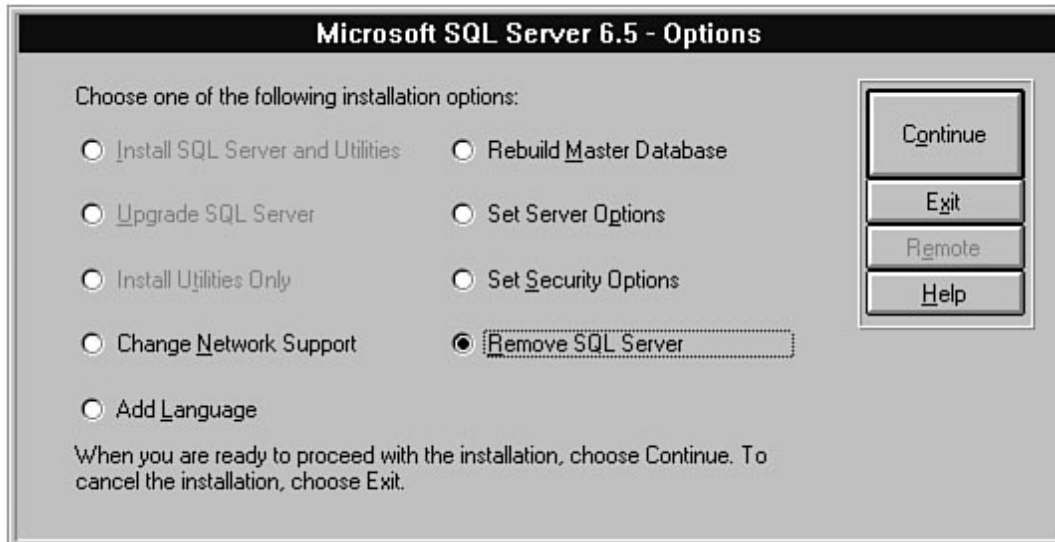 Microsoft SQL Server 6.5 - Options
Choose one of the following installation options:
Install SQL Server and Utilities
Rebuild Master Database
Upgrade SQL Server
Set Server Options
Install Utilities Only
Set Security Options
Change Network Support
Remove SQL Server
Add Language
When you are ready to proceed with the installation, choose Continue. To
cancel the installation, choose Exit.
Continue
Exit
Remote
Help